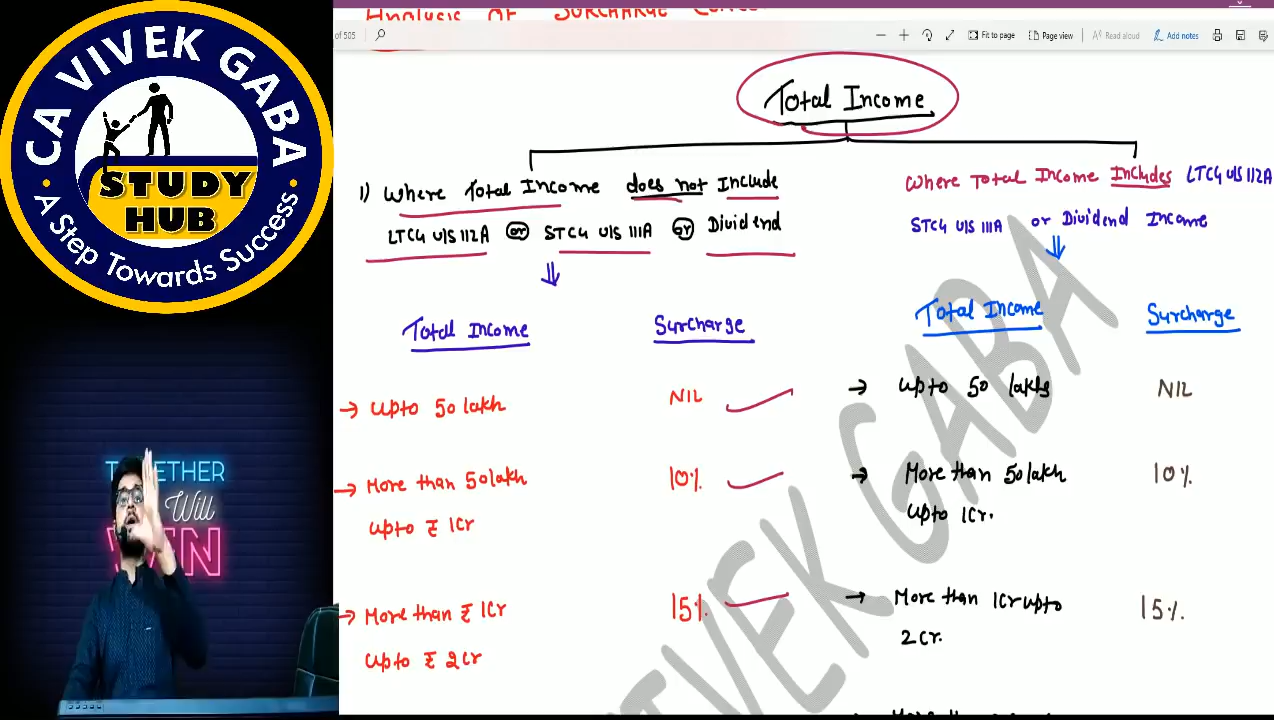 CA VIVEK GABA
STUDY
HUB
A Step Towards Success
TOGETHER
Will
WIN
Analysis of SURCHARGE
of 505
Fit to page
Page view
Read aloud
Add notes
Total Income
1) Where Total Income does not Include
LTCG U/S 112A or STCG U/S 111A or Dividend
Total Income Surcharge
→ Upto 50 lakh NIL
→ More than 50 lakh 10%
Upto ₹ 1Cr
→ More than ₹ 1Cr 15%
Upto ₹ 2Cr
Where Total Income Includes LTCG U/S 112A
STCG U/S 111A or Dividend Income
Total Income Surcharge
→ Upto 50 lakhs NIL
→ More than 50 lakh 10%
Upto 1Cr.
→ More than 1Cr upto 15%.
2Cr.
VIVEK GABA